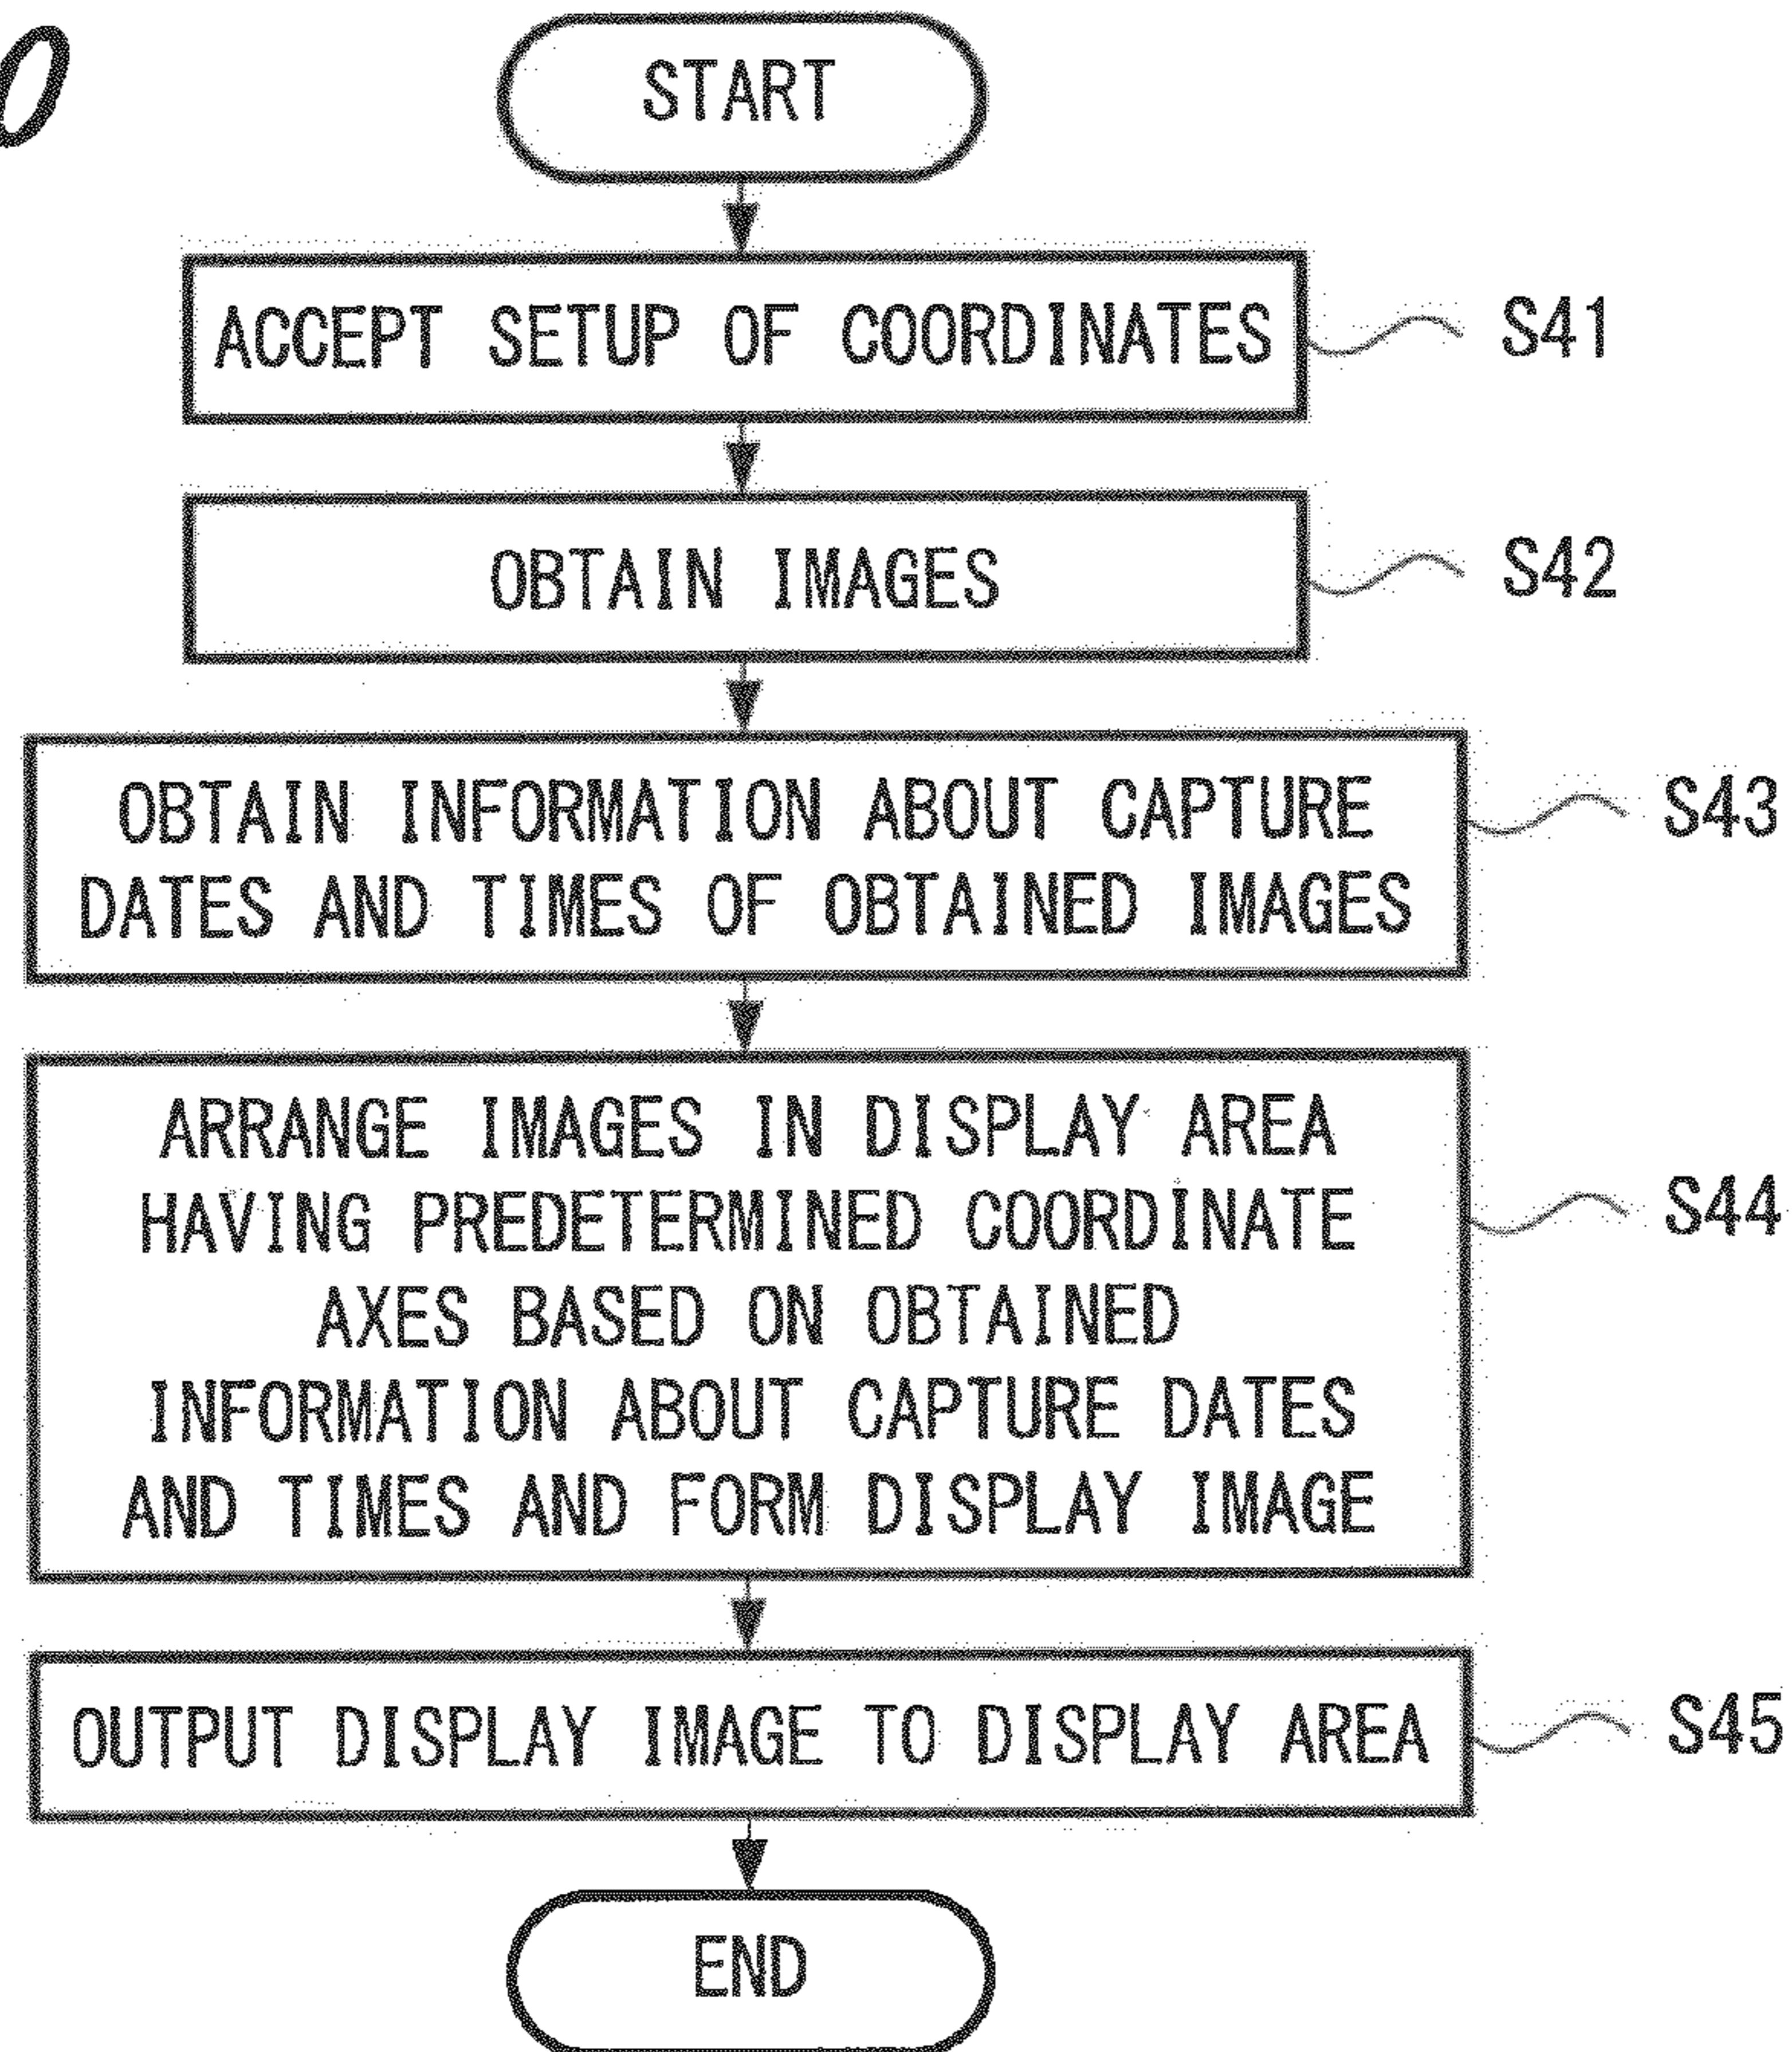 0
START
ACCEPT SETUP OF COORDINATES
S41
OBTAIN IMAGES
S42
OBTAIN INFORMATION ABOUT CAPTURE
DATES AND TIMES OF OBTAINED IMAGES
S43
ARRANGE IMAGES IN DISPLAY AREA
HAVING PREDETERMINED COORDINATE
AXES BASED ON OBTAINED
INFORMATION ABOUT CAPTURE DATES
AND TIMES AND FORM DISPLAY IMAGE
S44
OUTPUT DISPLAY IMAGE TO DISPLAY AREA
S45
END